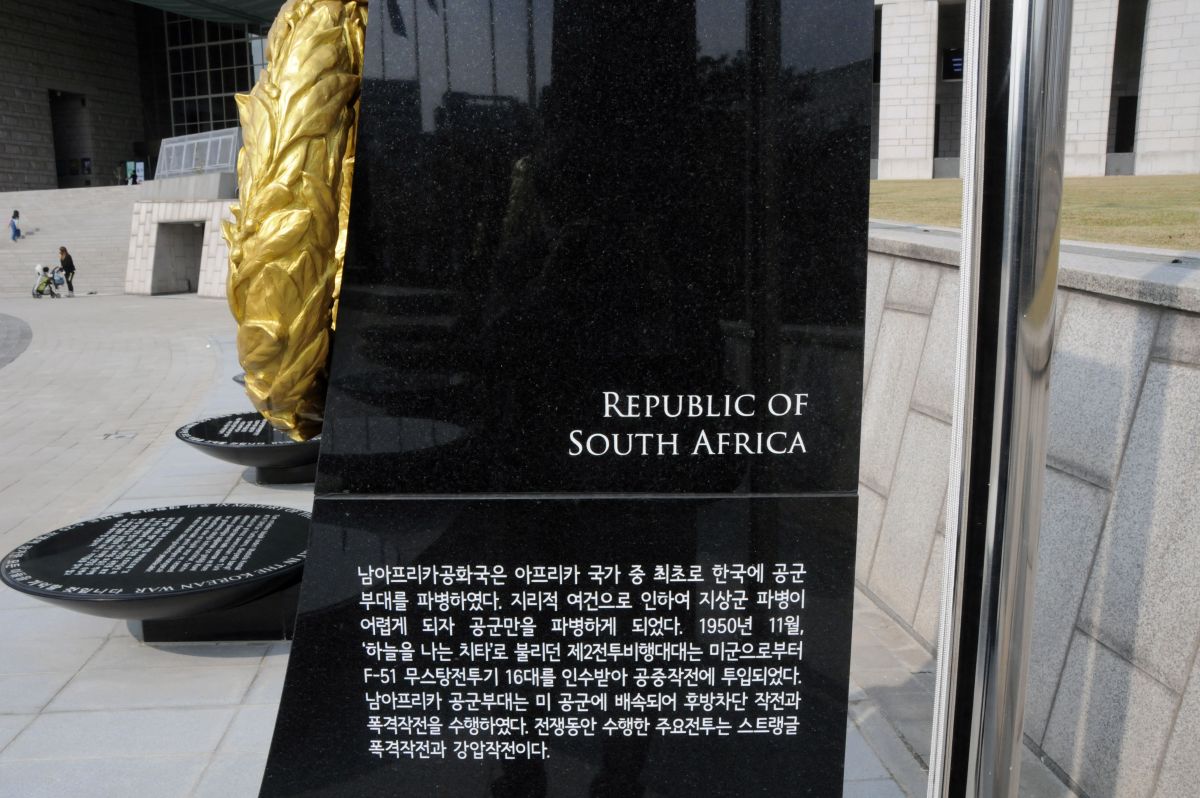 REPUBLIC OF
SOUTH AFRICA
남아프리카공화국은 아프리카 국가 중 최초로 한국에 공군
부대를 파병하였다. 지리적 여건으로 인하여 지상군 파병이
어렵게 되자 공군만을 파병하게 되었다. 1950년 11월,
'하늘을 나는 치타'로 불리던 제2전투비행대대는 미군으로부터
F-51 무스탕전투기 16대를 인수받아 공중작전에 투입되었다.
남아프리카 공군부대는 미 공군에 배속되어 후방차단 작전과
폭격작전을 수행하였다. 전쟁동안 수행한 주요전투는 스트랭글
폭격작전과 강압작전이다.
IN THE KOREAN WAR